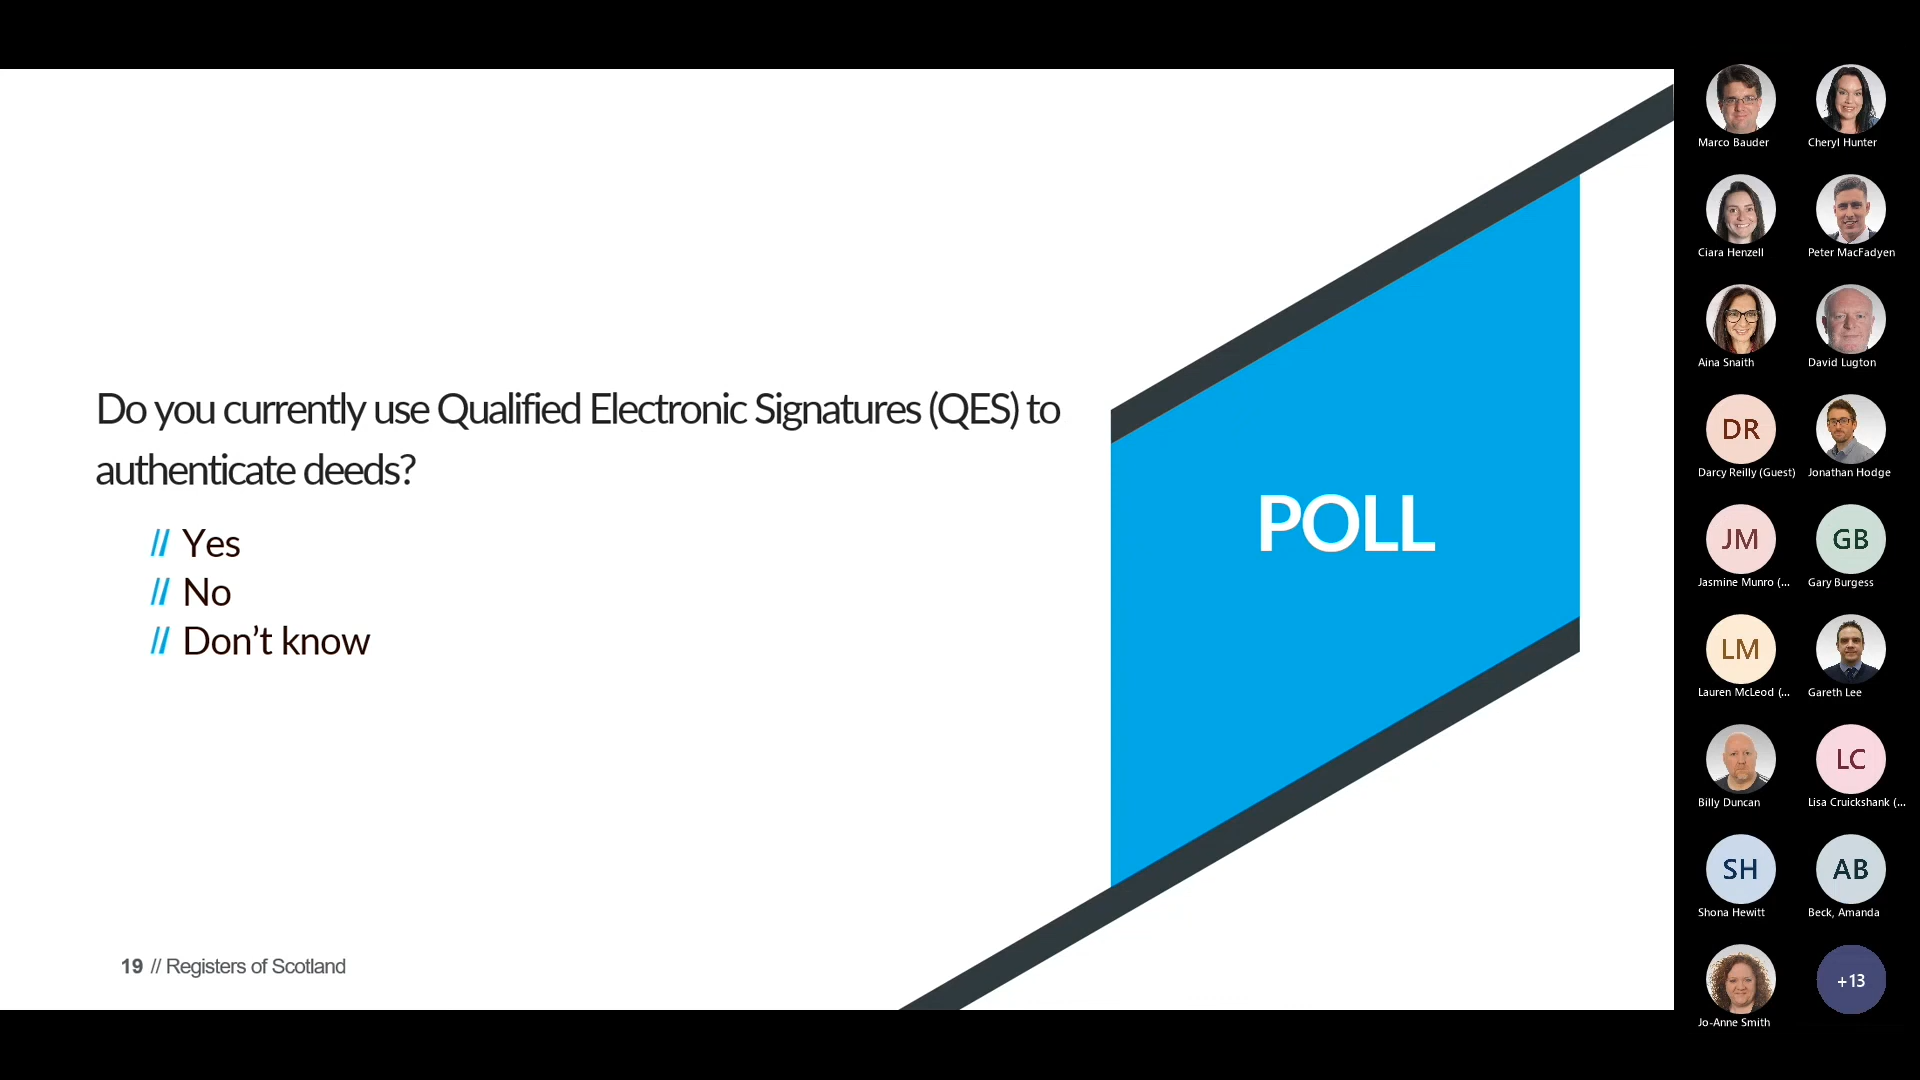 Do you currently use Qualified Electronic Signatures (QES) to
authenticate deeds?
// Yes
// No
// Don’t know
POLL
19 // Registers of Scotland
Marco Bauder
Cheryl Hunter
Ciara Henzell
Peter MacFadyen
Aina Snaith
David Lugton
DR
Darcy Reilly (Guest)
Jonathan Hodge
JM
Jasmine Munro (...
GB
Gary Burgess
LM
Lauren McLeod (...
Gareth Lee
Billy Duncan
LC
Lisa Cruickshank (...
SH
Shona Hewitt
AB
Beck, Amanda
Jo-Anne Smith
+13